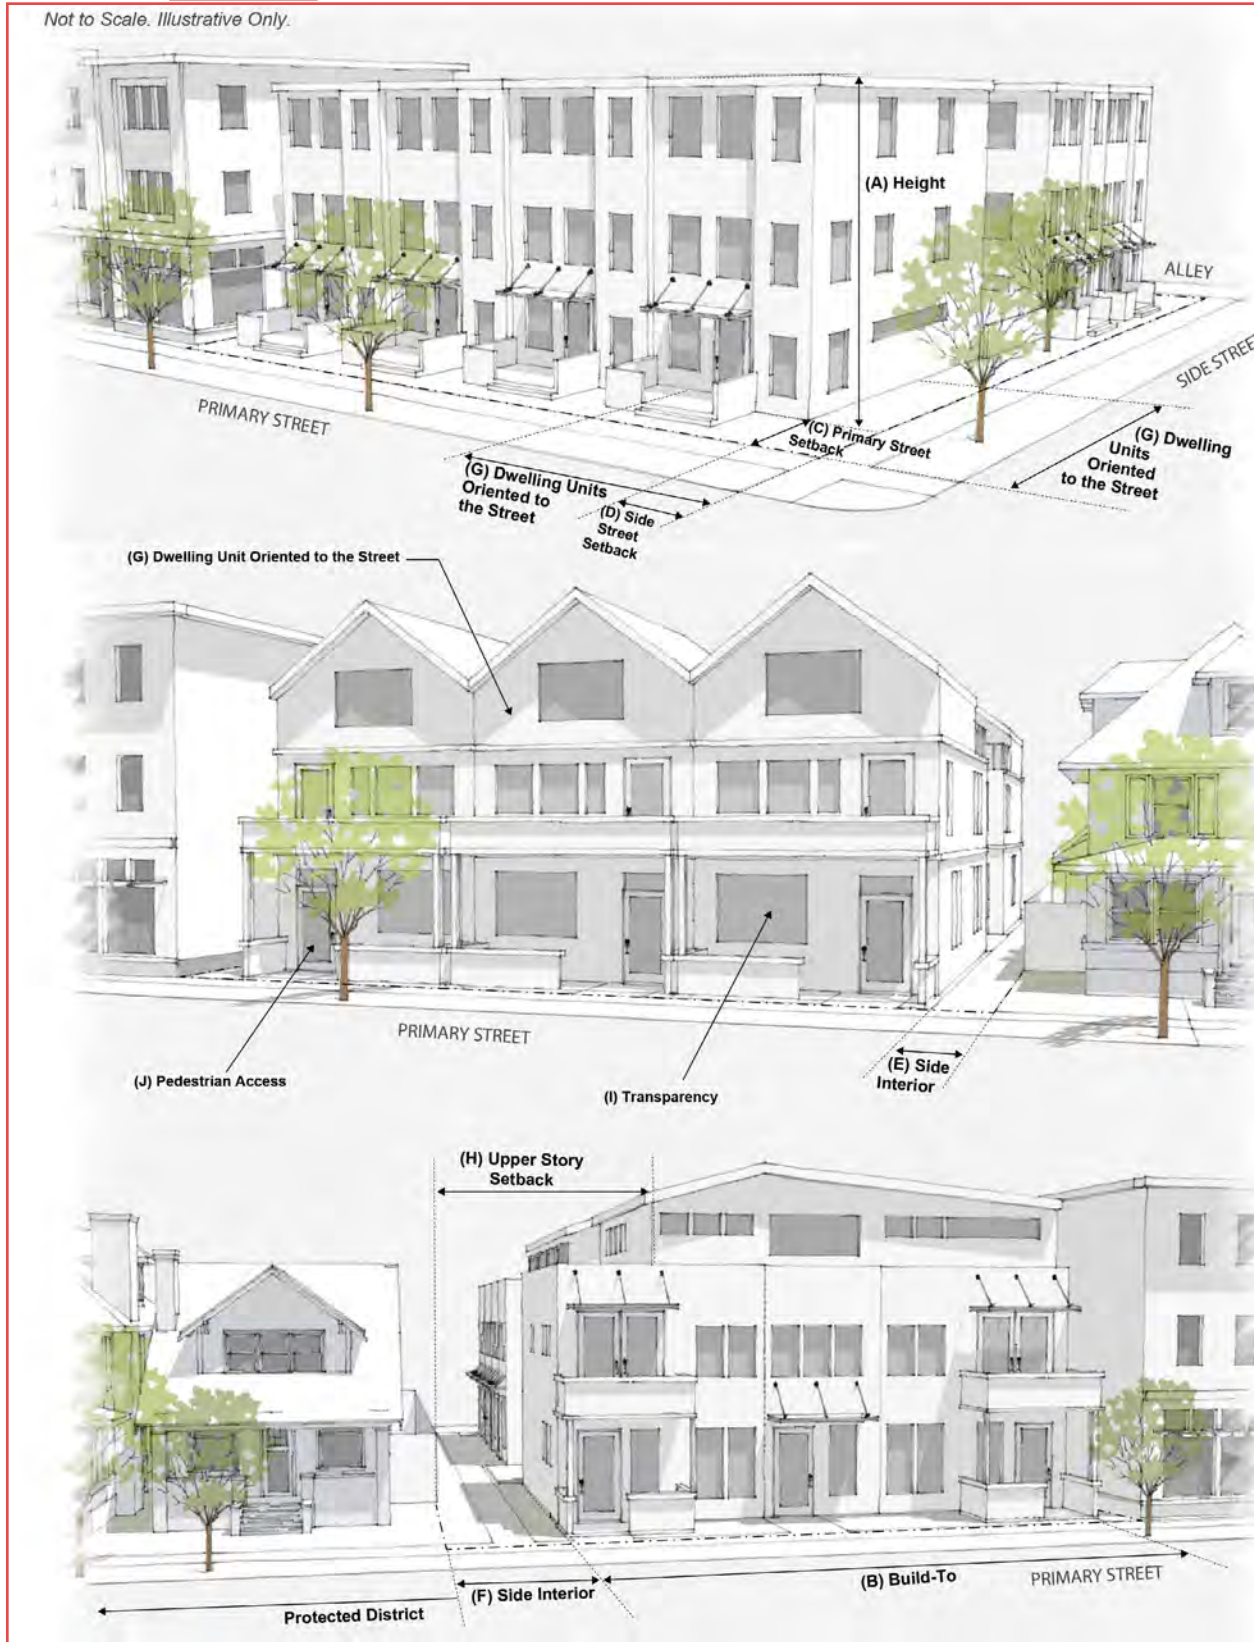 Not to Scale. Illustrative Only.
(A) Height
ALLEY
SIDE STREET
PRIMARY STREET
(C) Primary Street
Setback
(G) Dwelling
Units
Oriented
to the Street
(G) Dwelling Units
Oriented to
the Street
(D) Side
Street
Setback
(G) Dwelling Unit Oriented to the Street
PRIMARY STREET
(J) Pedestrian Access
(I) Transparency
(E) Side
Interior
(H) Upper Story
Setback
(B) Build-To
PRIMARY STREET
(F) Side Interior
Protected District